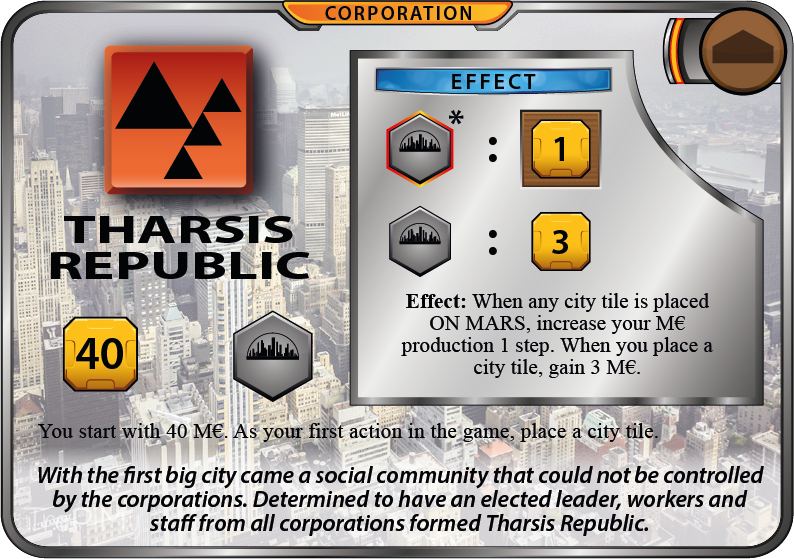 CORPORATION
EFFECT
*
:
1
:
3
THARSIS
REPUBLIC
Effect: When any city tile is placed
ON MARS, increase your M€
production 1 step. When you place a
city tile, gain 3 M€.
40
You start with 40 M€. As your first action in the game, place a city tile.
With the first big city came a social community that could not be controlled
by the corporations. Determined to have an elected leader, workers and
staff from all corporations formed Tharsis Republic.